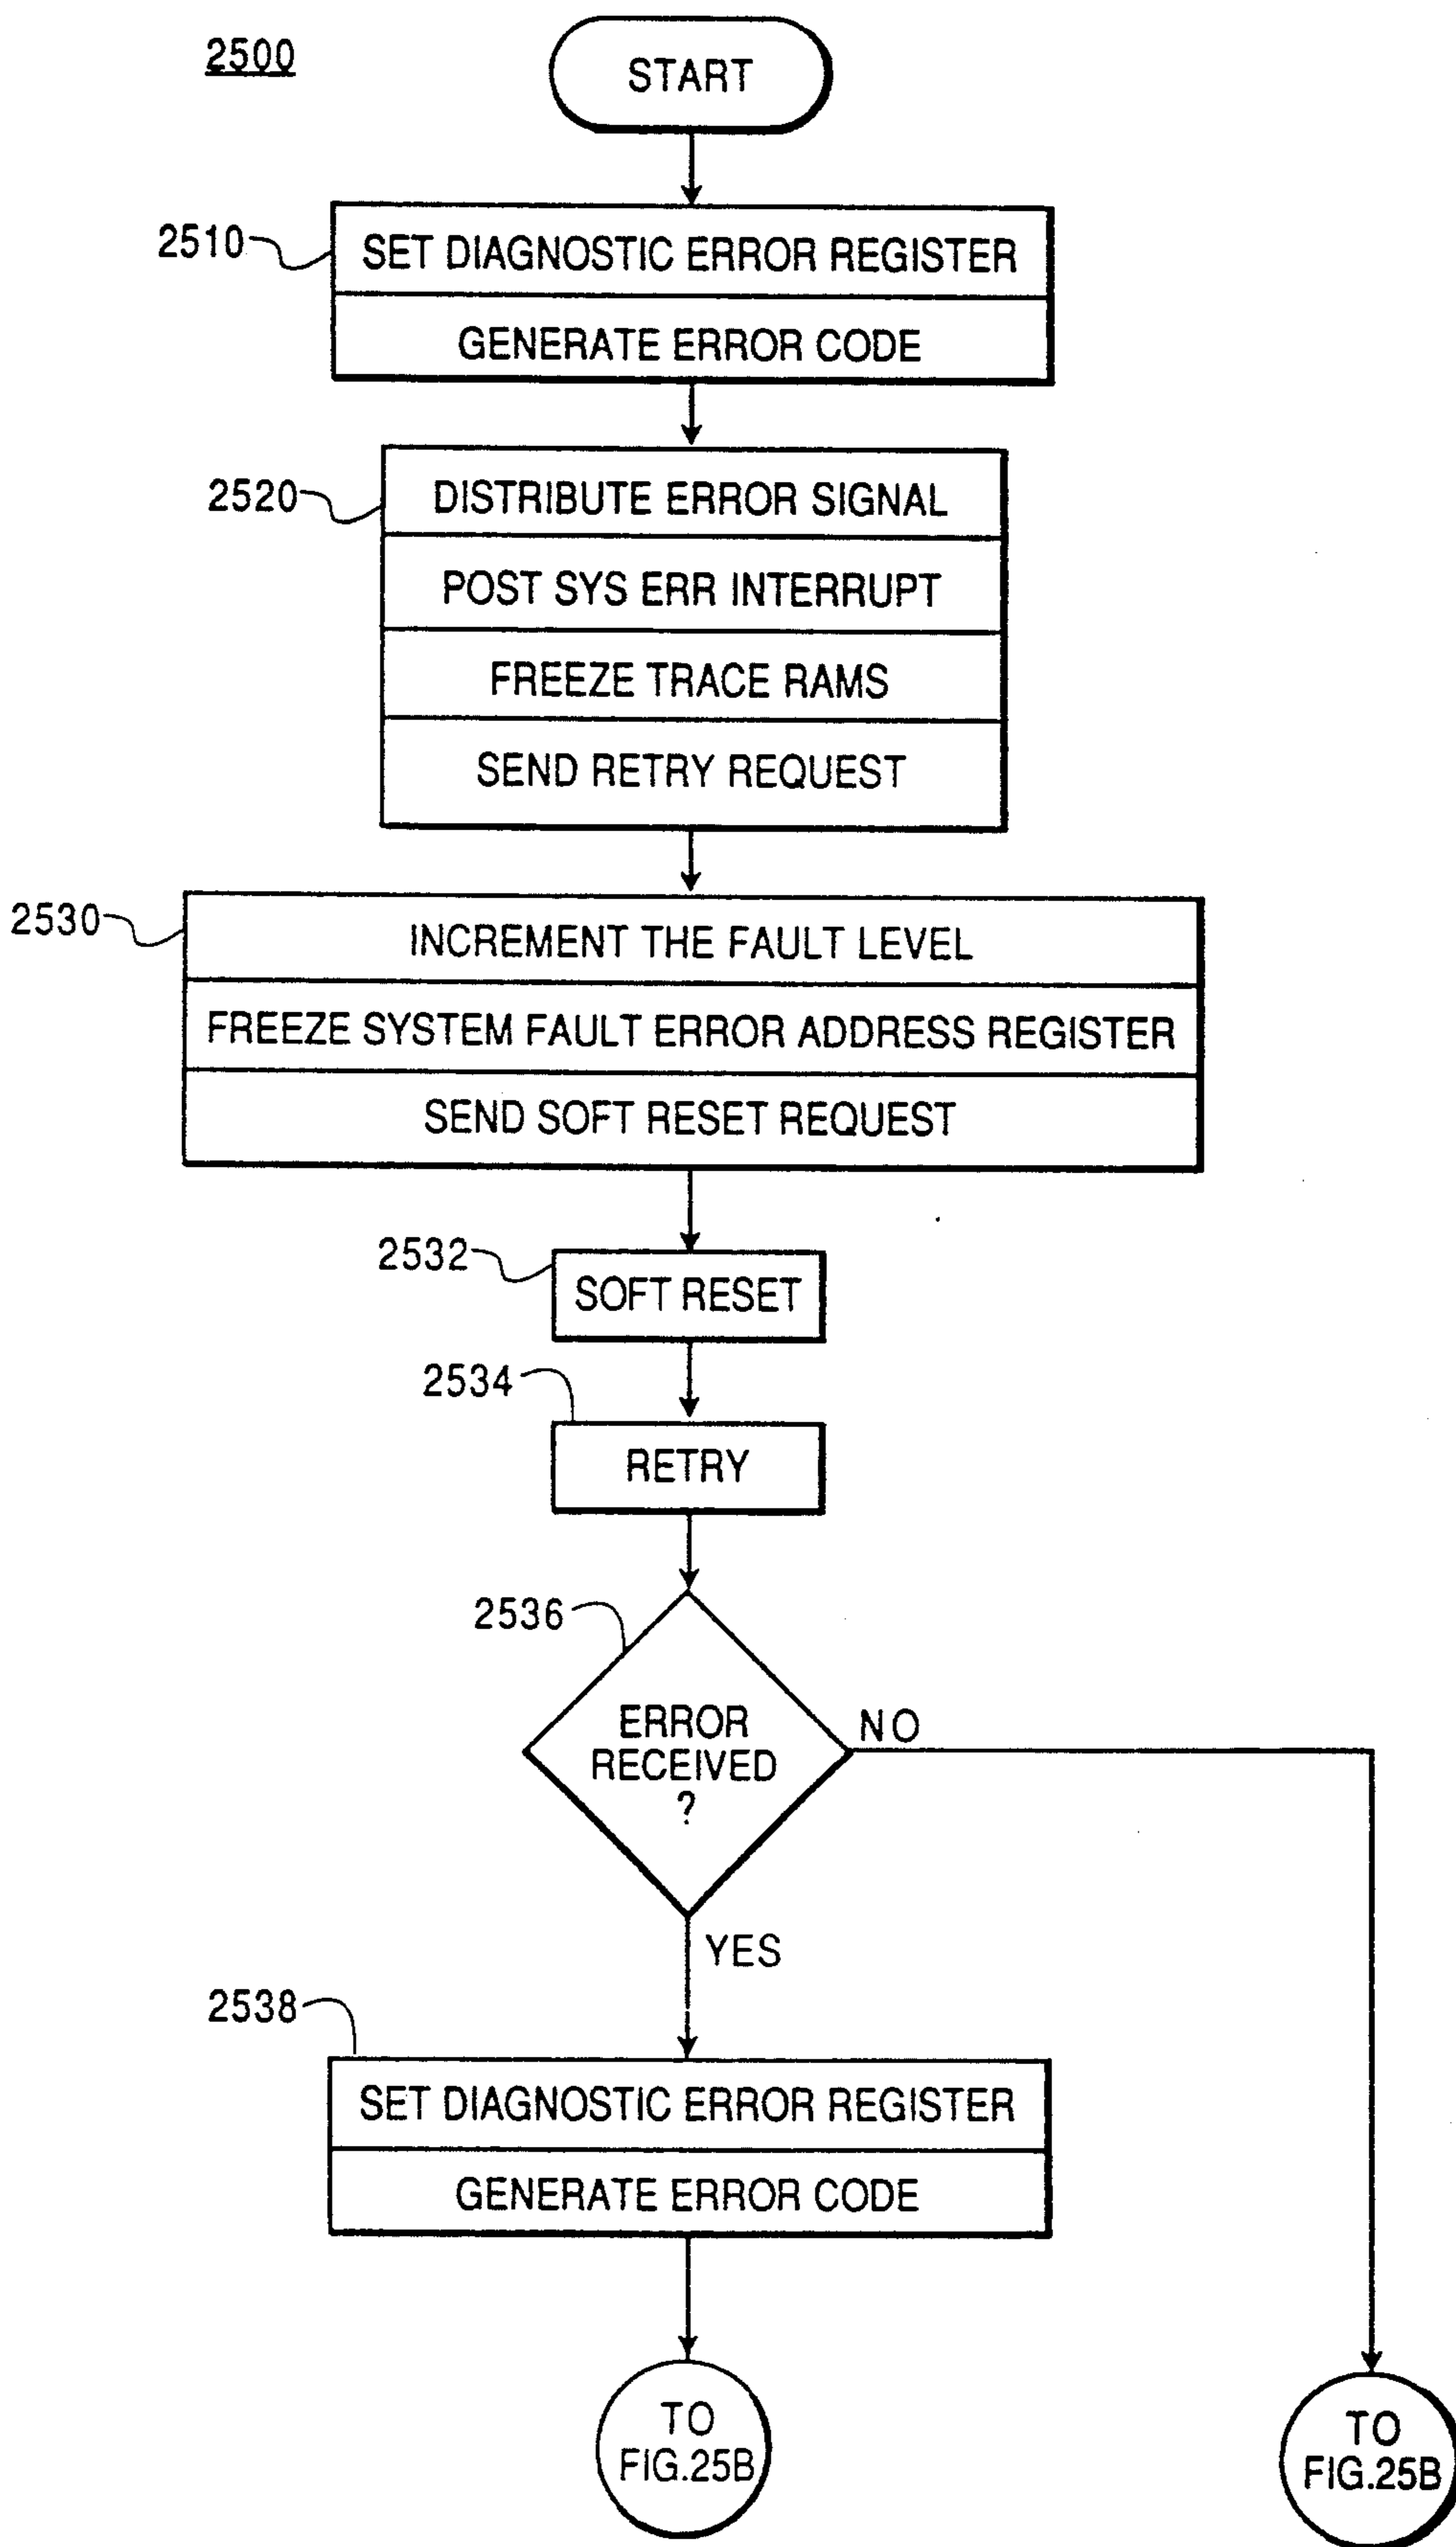 2500
START
2510
SET DIAGNOSTIC ERROR REGISTER
GENERATE ERROR CODE
2520
DISTRIBUTE ERROR SIGNAL
POST SYS ERR INTERRUPT
FREEZE TRACE RAMS
SEND RETRY REQUEST
2530
INCREMENT THE FAULT LEVEL
FREEZE SYSTEM FAULT ERROR ADDRESS REGISTER
SEND SOFT RESET REQUEST
2532
SOFT RESET
2534
RETRY
2536
ERROR
RECEIVED
?
NO
YES
2538
SET DIAGNOSTIC ERROR REGISTER
GENERATE ERROR CODE
TO
FIG.25B
TO
FIG.25B